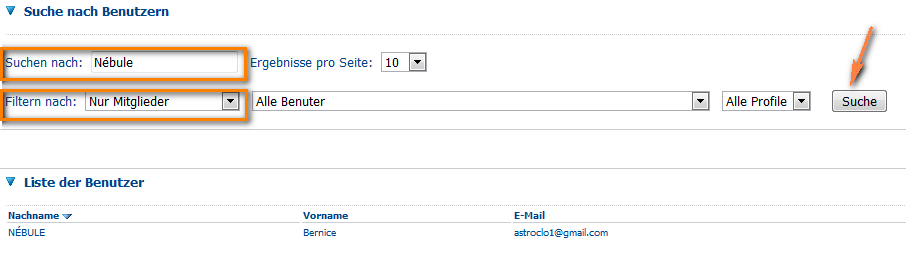 Suche nach Benutzern
Suchen nach: Nébule Ergebnisse pro Seite: 10
Filtern nach: Nur Mitglieder Alle Benuter Alle Profile Suche
Liste der Benutzer
Nachname Vorname E-Mail
NÉBULE Bernice astroclo1@gmail.com